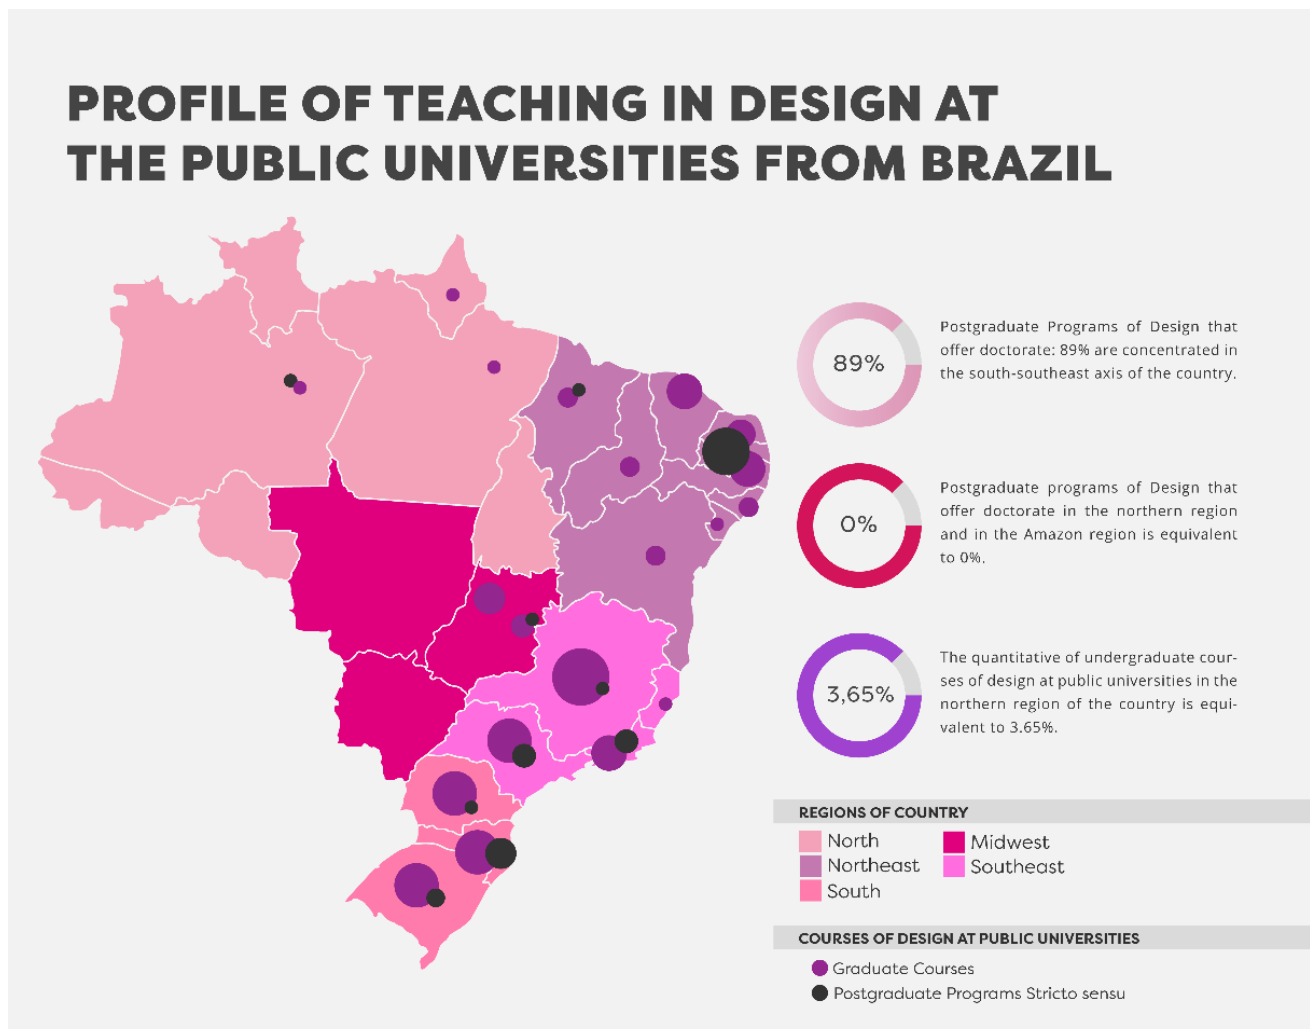 PROFILE OF TEACHING IN DESIGN AT
THE PUBLIC UNIVERSITIES FROM BRAZIL
89%
Postgraduate Programs of Design that
offer doctorate: 89% are concentrated in
the south-southeast axis of the country.
0%
Postgraduate programs of Design that
offer doctorate in the northern region
and in the Amazon region is equivalent
to 0%.
3,65%
The quantitative of undergraduate cour-
ses of design at public universities in the
northern region of the country is equi-
valent to 3.65%.
REGIONS OF COUNTRY
North
Midwest
Northeast
Southeast
South
COURSES OF DESIGN AT PUBLIC UNIVERSITIES
Graduate Courses
Postgraduate Programs Stricto sensu